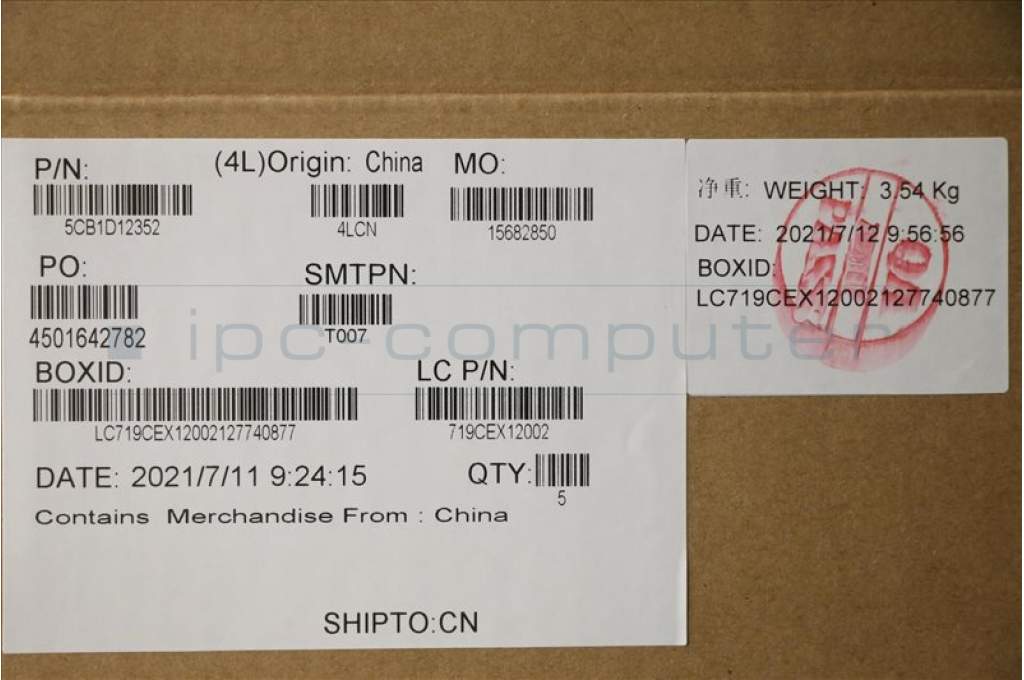 P/N:
5CB1D12352
(4L)Origin: China
4LCN
MO:
15682850
PO:
4501642782
SMTPN:
T007
BOXID:
LC719CEX12002127740877
LC P/N:
719CEX12002
DATE: 2021/7/11 9:24:15
QTY:
5
Contains Merchandise From : China
SHIPTO:CN
净重: WEIGHT: 3.54 Kg
DATE: 2021/7/12 9:56:56
BOXID:
LC719CEX12002127740877
PASS
ipc-computer